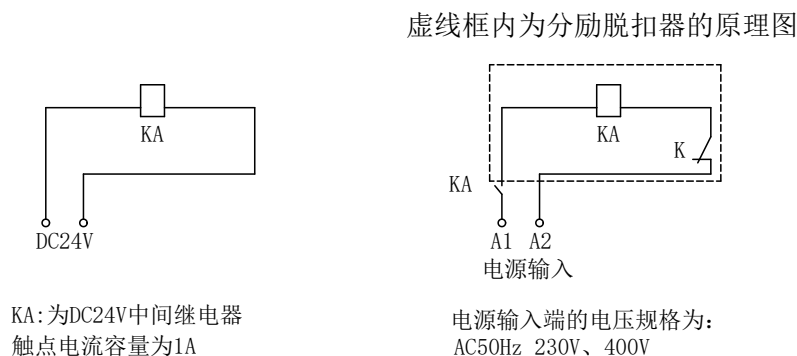 虚线框内为分励脱扣器的原理图
KA
DC24V
KA:为DC24V中间继电器
触点电流容量为1A
KA
K
KA
A1 A2
电源输入
电源输入端的电压规格为:
AC50Hz 230V、400V